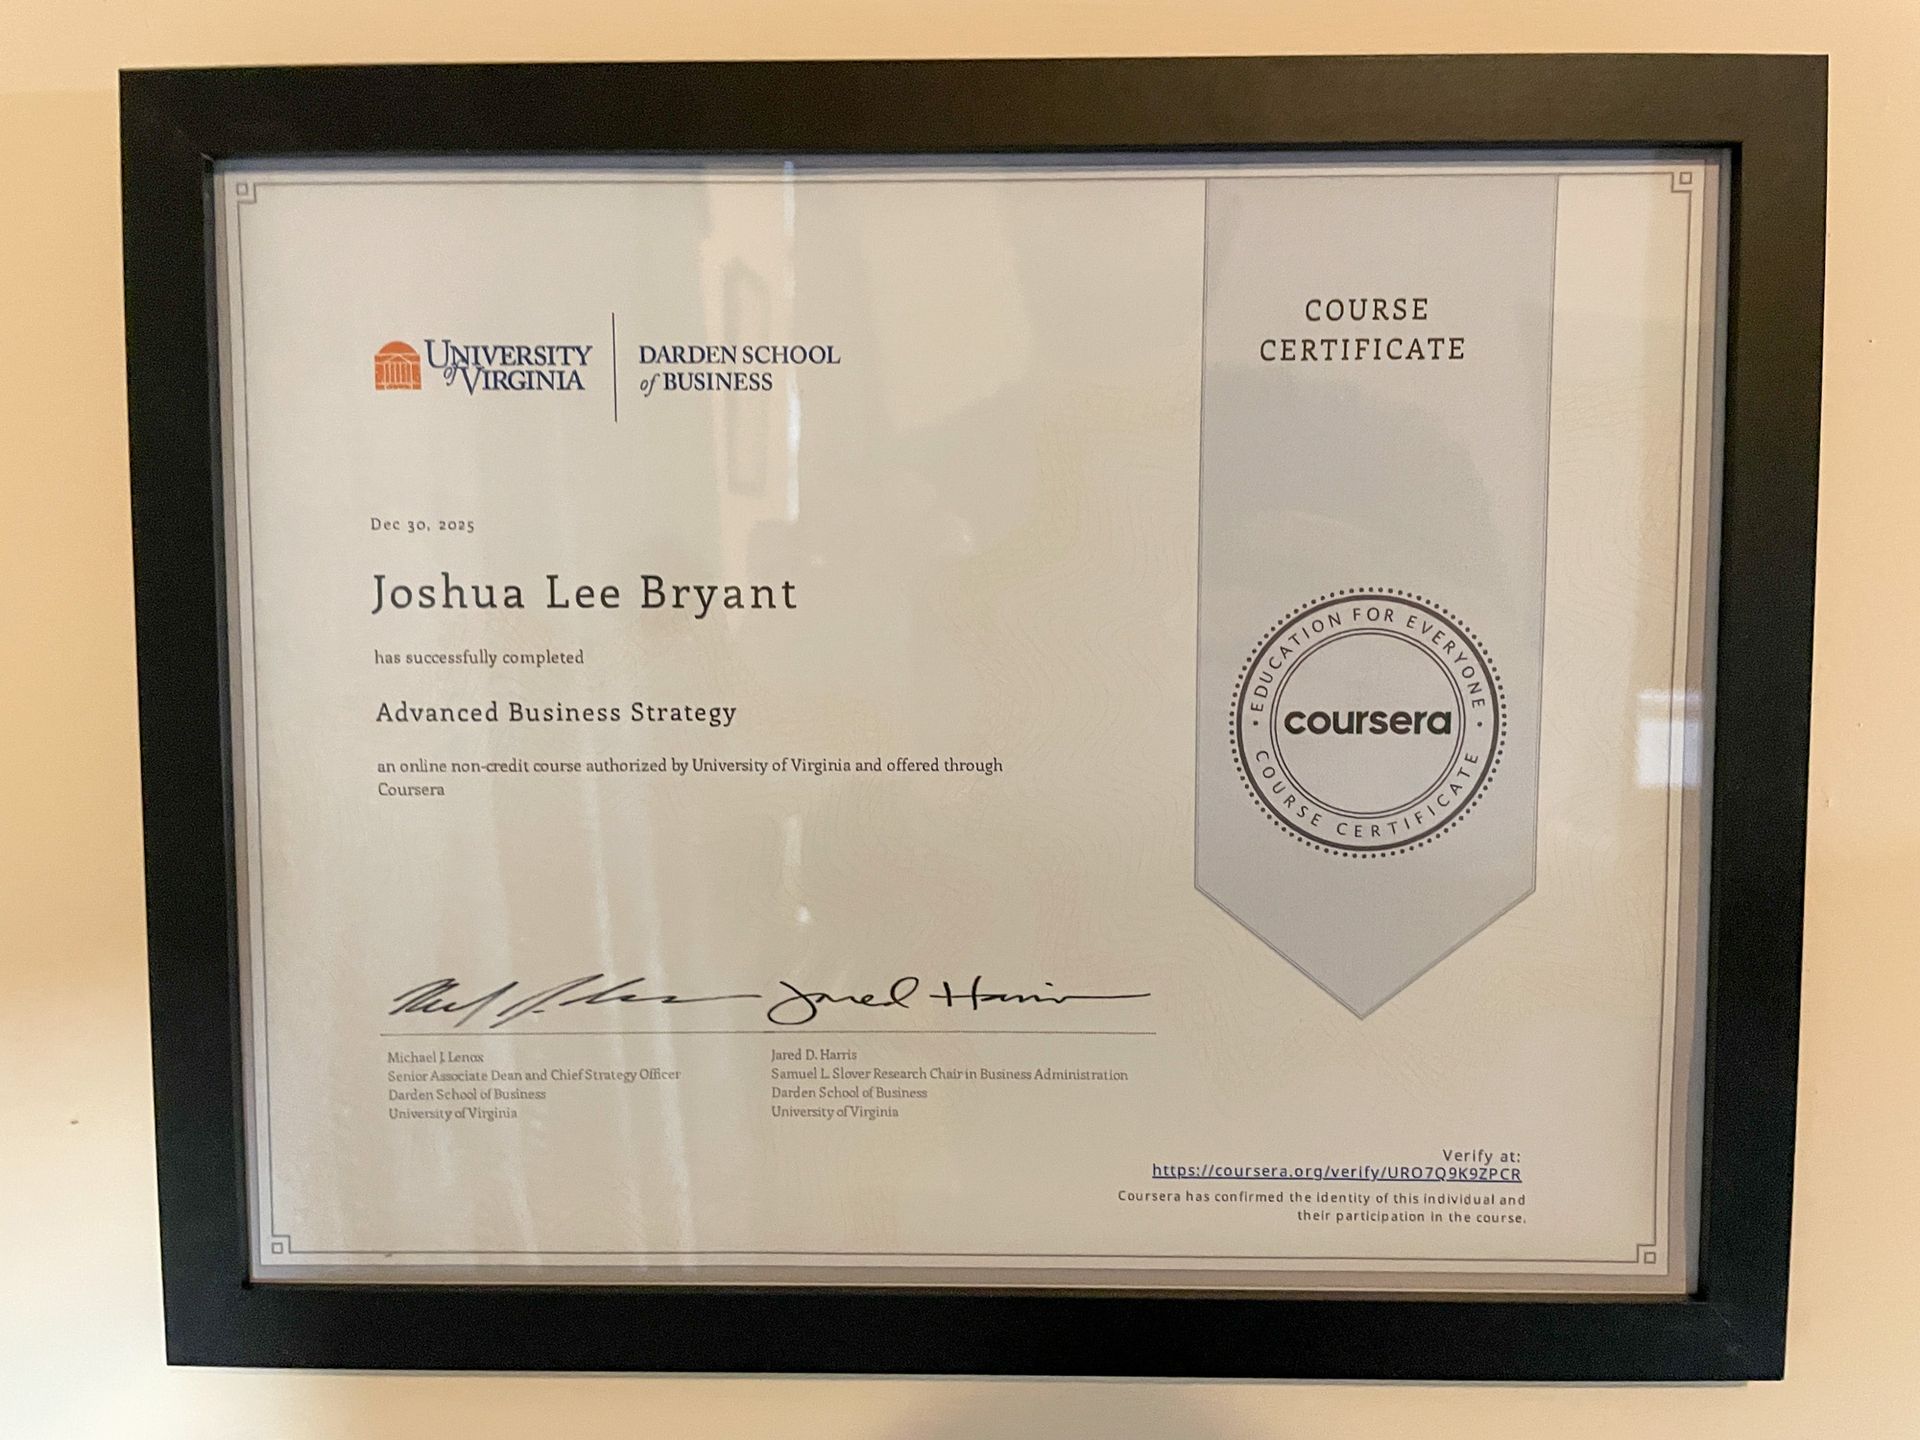 UNIVERSITY
of VIRGINIA
DARDEN SCHOOL
of BUSINESS
COURSE
CERTIFICATE
Dec 30, 2025
Joshua Lee Bryant
has successfully completed
Advanced Business Strategy
an online non-credit course authorized by University of Virginia and offered through
Coursera
EDUCATION FOR EVERYONE
coursera
COURSE CERTIFICATE
Jared Harris
Michael J. Lenox
Senior Associate Dean and Chief Strategy Officer
Darden School of Business
University of Virginia
Jared D. Harris
Samuel L. Slover Research Chair in Business Administration
Darden School of Business
University of Virginia
Verify at:
https://coursera.org/verify/URO7Q9K9ZPCR
Coursera has confirmed the identity of this individual and
their participation in the course.